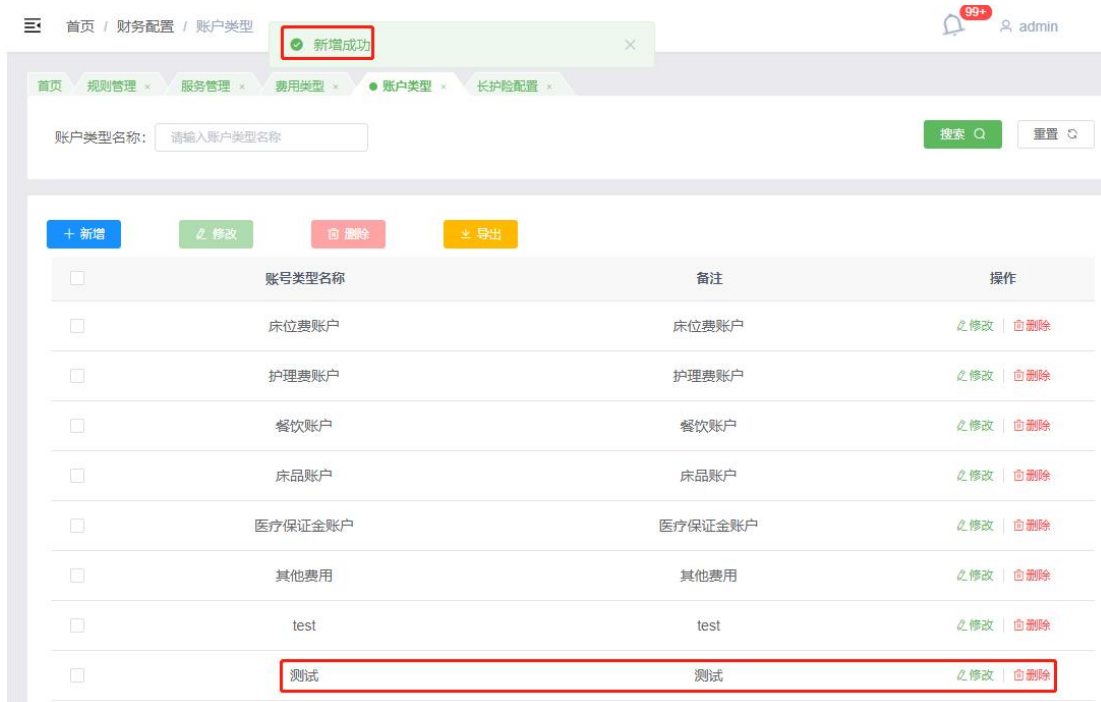 首页 / 财务配置 / 账户类型
新增成功
99+
admin
首页 规则管理 × 服务管理 × 费用类型 × 账户类型 × 长护险配置 ×
账户类型名称: 请输入账户类型名称 搜索 重置
+ 新增 修改 删除 导出
账号类型名称 备注 操作
床位费账户 床位费账户 修改 删除
护理费账户 护理费账户 修改 删除
餐饮账户 餐饮账户 修改 删除
床品账户 床品账户 修改 删除
医疗保证金账户 医疗保证金账户 修改 删除
其他费用 其他费用 修改 删除
test test 修改 删除
测试 测试 修改 删除